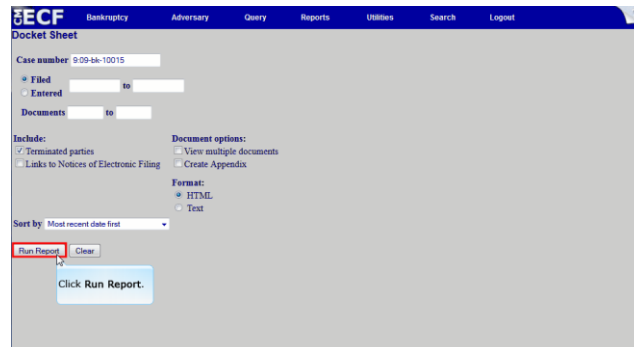 CM ECF Bankruptcy Adversary Query Reports Utilities Search Logout
Docket Sheet
Case number 9:09-bk-10015
Filed
Entered
to
Documents to
Include:
Terminated parties
Links to Notices of Electronic Filing
Document options:
View multiple documents
Create Appendix
Format:
HTML
Text
Sort by Most recent date first
Run Report Clear
Click Run Report.